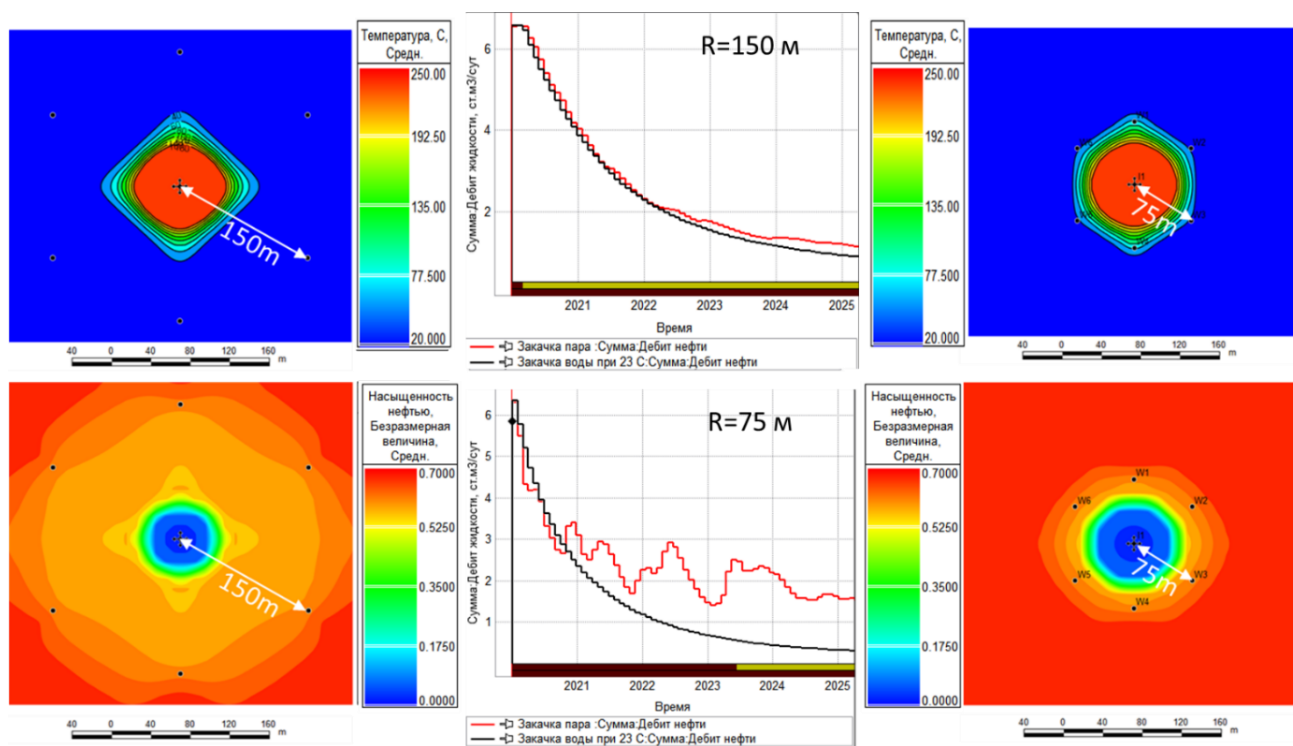 Температура, С,
Средн.
250.00
192.50
135.00
77.500
20.000
150m
40 0 40 80 120 160
m
R=150 м
Сумма:Дебит жидкости, ст.м3/сут
6
4
2
2021 2022 2023 2024 2025
Время
Закачка пара :Сумма:Дебит нефти
Закачка воды при 23 С:Сумма:Дебит нефти
Температура, С,
Средн.
250.00
192.50
135.00
77.500
20.000
I1
75m
40 0 40 80 120 160
m
Насыщенность
нефтью,
Безразмерная
величина,
Средн.
0.7000
0.5250
0.3500
0.1750
0.0000
150m
40 0 40 80 120 160
m
R=75 м
Сумма:Дебит жидкости, ст.м3/сут
6
5
4
3
2
1
2021 2022 2023 2024 2025
Время
Закачка пара :Сумма:Дебит нефти
Закачка воды при 23 С:Сумма:Дебит нефти
Насыщенность
нефтью,
Безразмерная
величина,
Средн.
0.7000
0.5250
0.3500
0.1750
0.0000
W1
W6 W2
I1
75m
W5 W3
W4
40 0 40 80 120 160
m